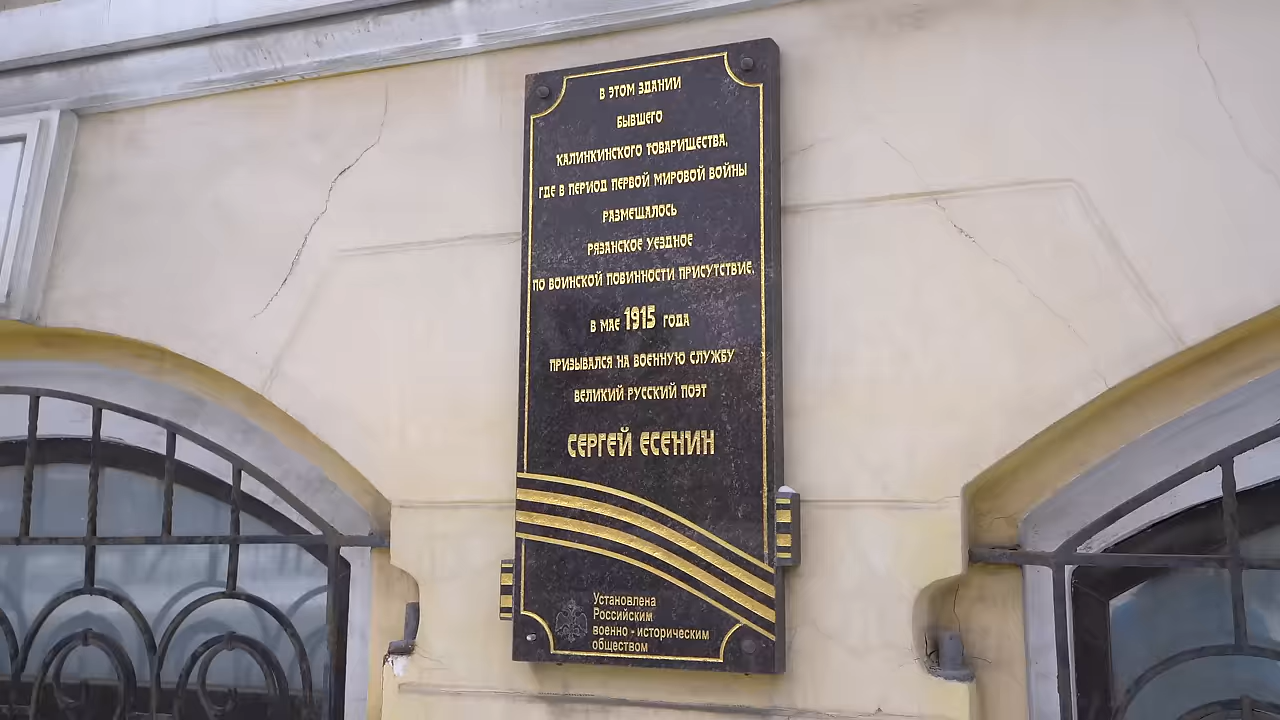 В ЭТОМ ЗДАНИИ
БЫВШЕГО
КАЛИНКИНСКОГО ТОВАРИЩЕСТВА,
ГДЕ В ПЕРИОД ПЕРВОЙ МИРОВОЙ ВОЙНЫ
РАЗМЕЩАЛОСЬ
РЯЗАНСКОЕ УЕЗДНОЕ
ПО ВОИНСКОЙ ПОВИННОСТИ ПРИСУТСТВИЕ,
В МАЕ 1915 ГОДА
ПРИЗЫВАЛСЯ НА ВОЕННУЮ СЛУЖБУ
ВЕЛИКИЙ РУССКИЙ ПОЭТ
СЕРГЕЙ ЕСЕНИН
Установлена
Российским
военно - историческим
обществом